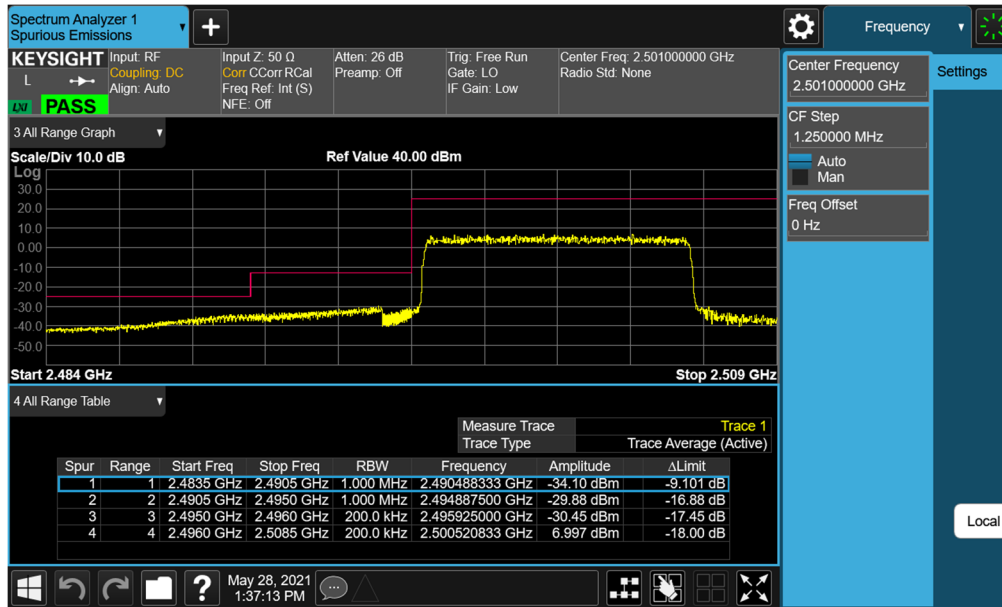 Spectrum Analyzer 1
Spurious Emissions
+
Frequency
KEYSIGHT
L
LXI PASS
Input: RF
Coupling: DC
Align: Auto
Input Z: 50 Ω
Corr CCorr RCal
Freq Ref: Int (S)
NFE: Off
Atten: 26 dB
Preamp: Off
Trig: Free Run
Gate: LO
IF Gain: Low
Center Freq: 2.501000000 GHz
Radio Std: None
3 All Range Graph
Scale/Div 10.0 dB Ref Value 40.00 dBm
Log
30.0
20.0
10.0
0.00
-10.0
-20.0
-30.0
-40.0
-50.0
Start 2.484 GHz Stop 2.509 GHz
4 All Range Table
Measure Trace Trace 1
Trace Type Trace Average (Active)
Spur Range Start Freq Stop Freq RBW Frequency Amplitude ΔLimit
1 1 2.4835 GHz 2.4905 GHz 1.000 MHz 2.490488333 GHz -34.10 dBm -9.101 dB
2 2 2.4905 GHz 2.4950 GHz 1.000 MHz 2.494887500 GHz -29.88 dBm -16.88 dB
3 3 2.4950 GHz 2.4960 GHz 200.0 kHz 2.495925000 GHz -30.45 dBm -17.45 dB
4 4 2.4960 GHz 2.5085 GHz 200.0 kHz 2.500520833 GHz 6.997 dBm -18.00 dB
?
May 28, 2021
1:37:13 PM
Center Frequency
2.501000000 GHz
CF Step
1.250000 MHz
Auto
Man
Freq Offset
0 Hz
Settings
Local